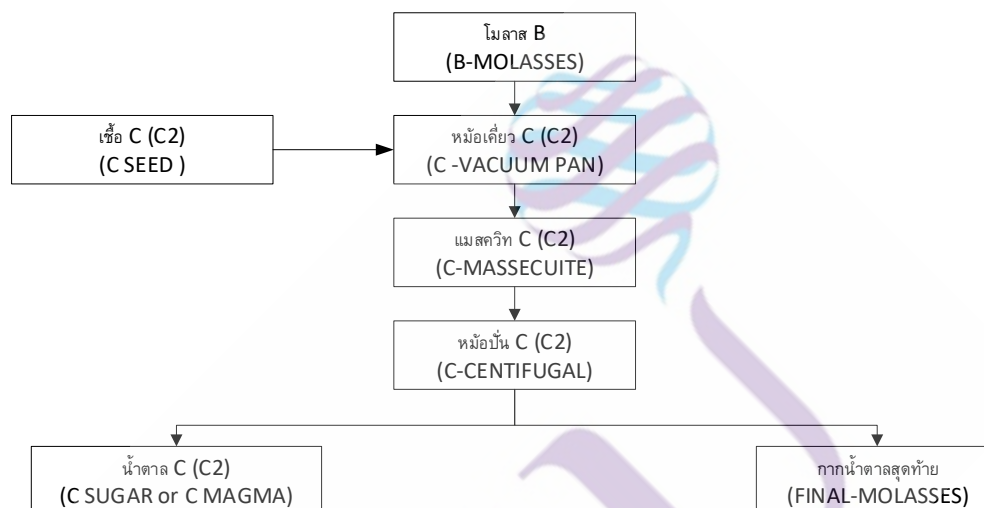 โมลาส B
(B-MOLASSES)
เชื้อ C (C2)
(C SEED )
หม้อเคี่ยว C (C2)
(C -VACUUM PAN)
แมสควิท C (C2)
(C-MASSECUITE)
หม้อปั่น C (C2)
(C-CENTIFUGAL)
น้ำตาล C (C2)
(C SUGAR or C MAGMA)
กากน้ำตาลสุดท้าย
(FINAL-MOLASSES)